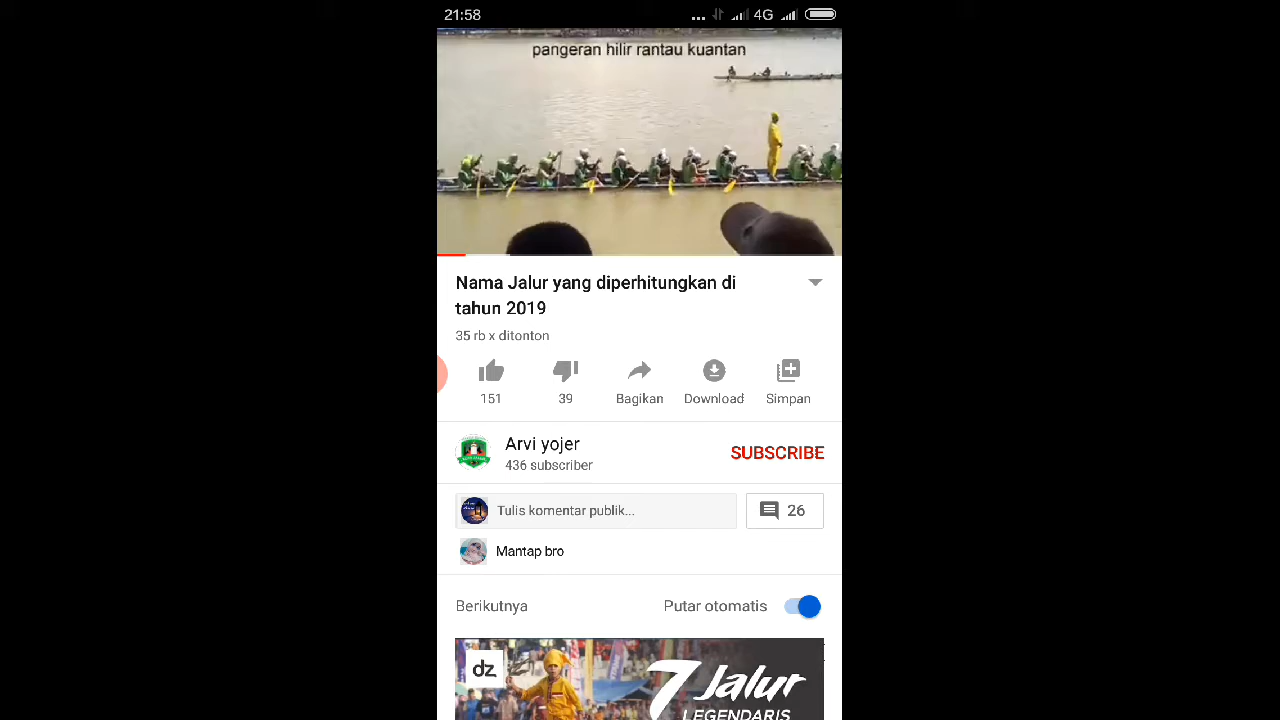 21:58
... 4G
pangeran hilir rantau kuantan
Nama Jalur yang diperhitungkan di
tahun 2019
35 rb x ditonton
151
39
Bagikan
Download
Simpan
Arvi yojer
436 subscriber
SUBSCRIBE
Tulis komentar publik...
26
Mantap bro
Berikutnya
Putar otomatis
dz
7 Jalur
LEGENDARIS